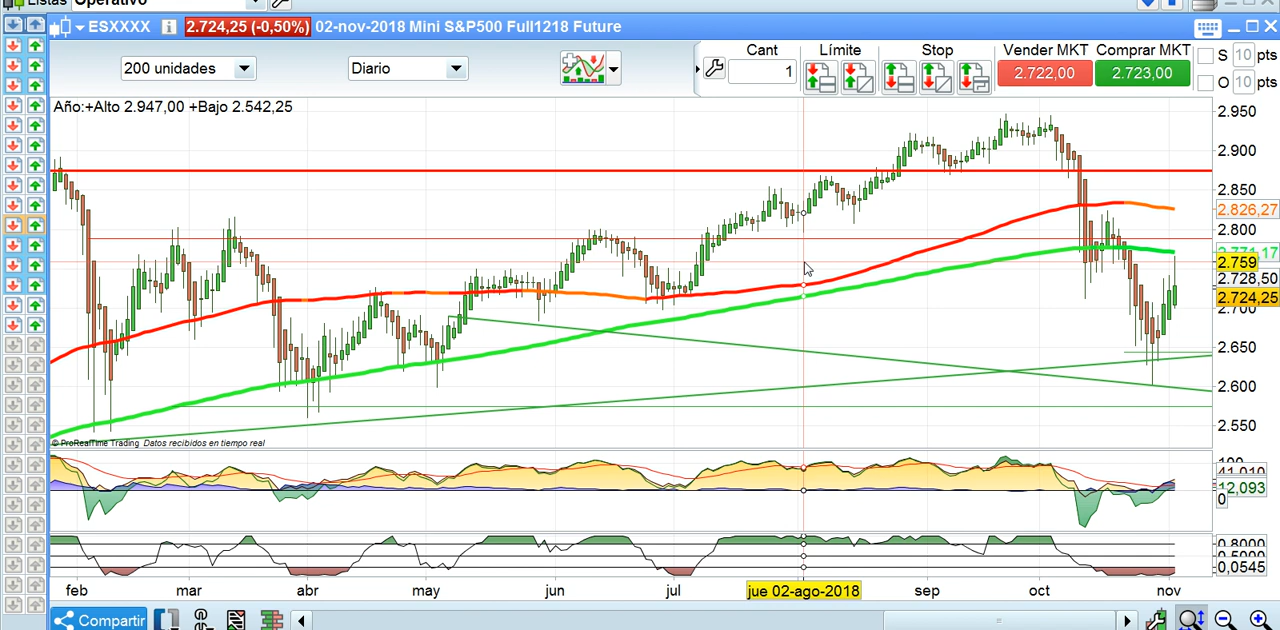 Listas Operativo
ESXXXX i 2.724,25 (-0,50%) 02-nov-2018 Mini S&P500 Full1218 Future
200 unidades Diario
Cant Límite Stop Vender MKT Comprar MKT
1 2.722,00 2.723,00
S 10 pts
O 10 pts
Año:+Alto 2.947,00 +Bajo 2.542,25
2.950
2.900
2.850
2.826,27
2.800
2.771,17
2.759
2.728,50
2.724,25
2.700
2.650
2.600
2.550
© ProRealTime Trading Datos recibidos en tiempo real
100
41,010
12,093
0
0,8000
0,5000
0,0545
feb mar abr may jun jul jue 02-ago-2018 sep oct nov
Compartir